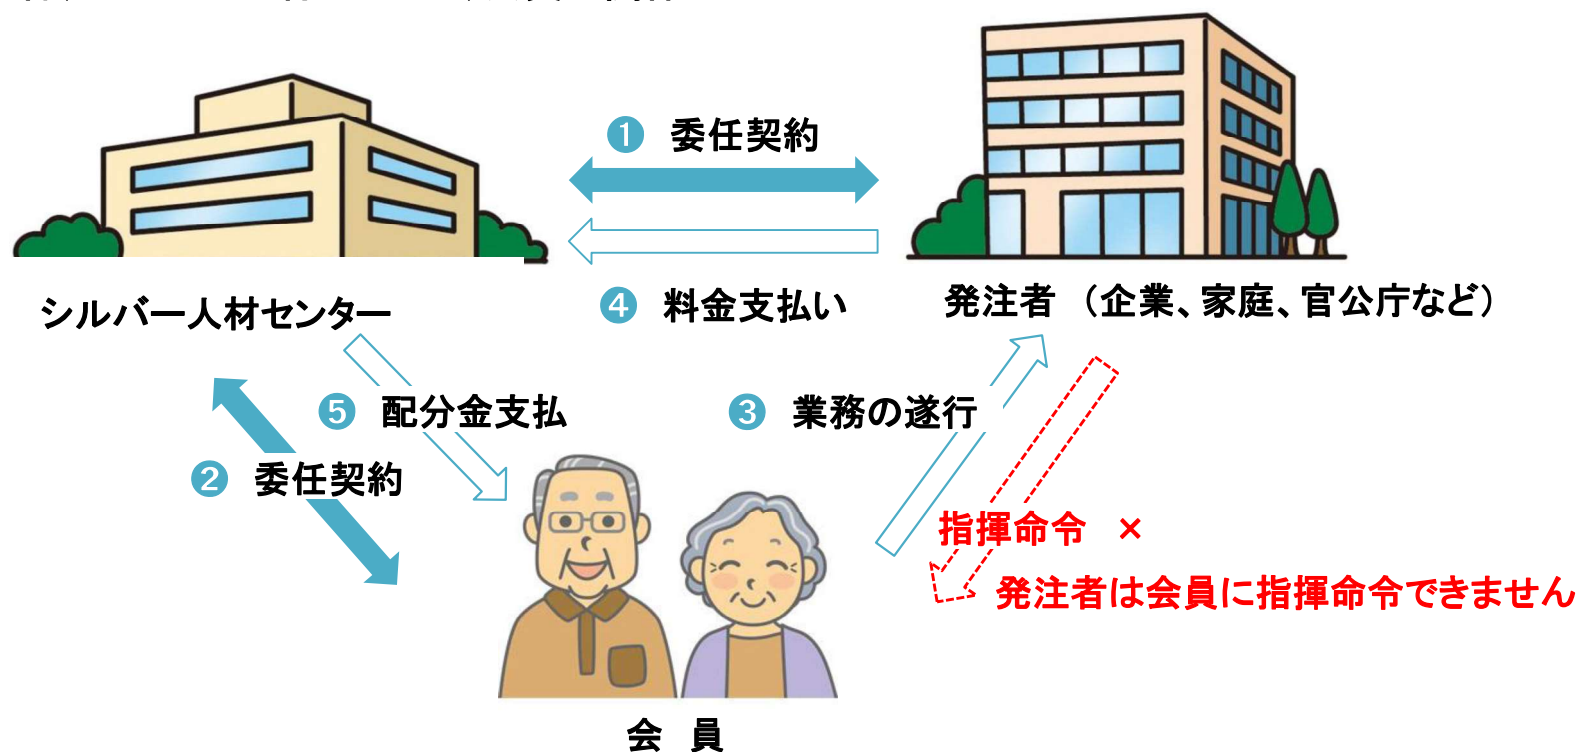 ❶ 委任契約
シルバー人材センター
❹ 料金支払い
発注者 （企業、家庭、官公庁など）
❺ 配分金支払
❸ 業務の遂行
❷ 委任契約
指揮命令 ×
発注者は会員に指揮命令できません
会 員